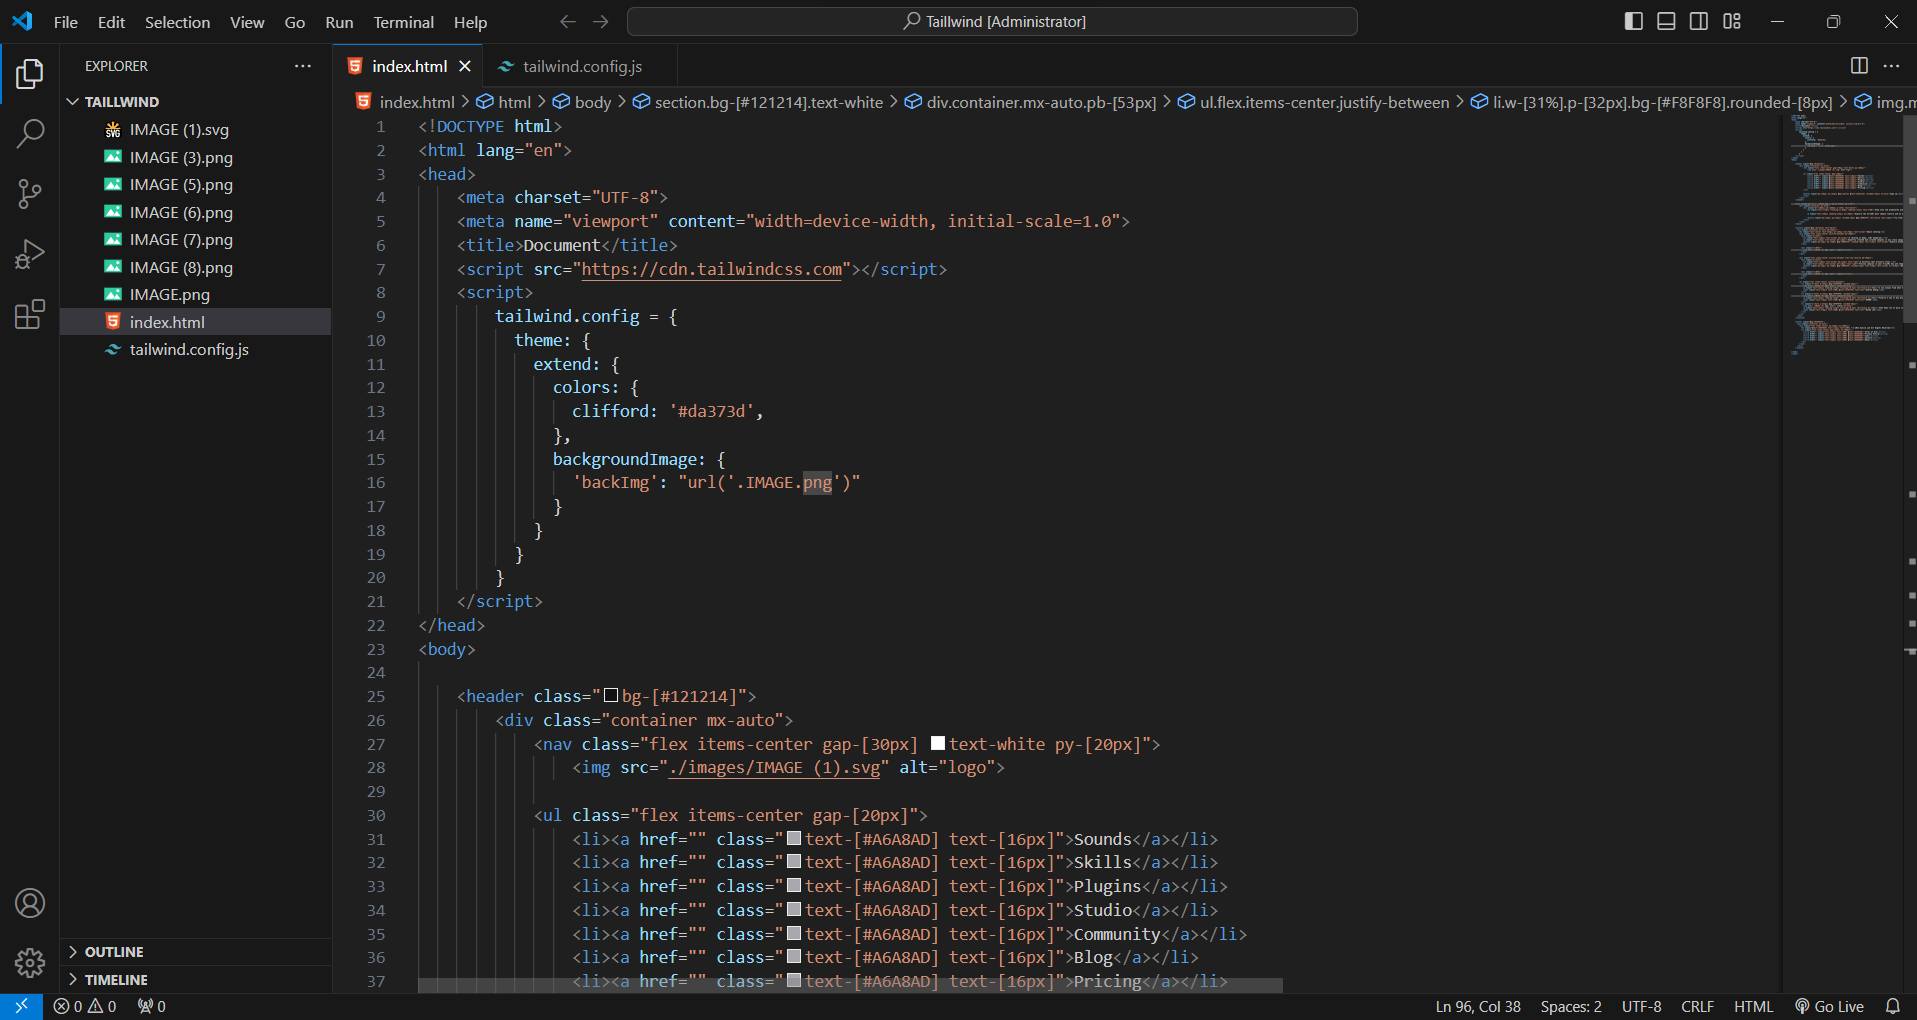 File Edit Selection View Go Run Terminal Help
Taillwind [Administrator]
EXPLORER
TAILLWIND
IMAGE (1).svg
IMAGE (3).png
IMAGE (5).png
IMAGE (6).png
IMAGE (7).png
IMAGE (8).png
IMAGE.png
index.html
tailwind.config.js
OUTLINE
TIMELINE
index.html tailwind.config.js
index.html > html > body > section.bg-[#121214].text-white > div.container.mx-auto.pb-[53px] > ul.flex.items-center.justify-between > li.w-[31%].p-[32px].bg-[#F8F8F8].rounded-[8px] > img.m
1 <!DOCTYPE html>
2 <html lang="en">
3 <head>
4 <meta charset="UTF-8">
5 <meta name="viewport" content="width=device-width, initial-scale=1.0">
6 <title>Document</title>
7 <script src="https://cdn.tailwindcss.com"></script>
8 <script>
9 tailwind.config = {
10 theme: {
11 extend: {
12 colors: {
13 clifford: '#da373d',
14 },
15 backgroundImage: {
16 'backImg': "url('.IMAGE.png')"
17 }
18 }
19 }
20 }
21 </script>
22 </head>
23 <body>
24
25 <header class="bg-[#121214]">
26 <div class="container mx-auto">
27 <nav class="flex items-center gap-[30px] text-white py-[20px]">
28 <img src="./images/IMAGE (1).svg" alt="logo">
29
30 <ul class="flex items-center gap-[20px]">
31 <li><a href="" class="text-[#A6A8AD] text-[16px]">Sounds</a></li>
32 <li><a href="" class="text-[#A6A8AD] text-[16px]">Skills</a></li>
33 <li><a href="" class="text-[#A6A8AD] text-[16px]">Plugins</a></li>
34 <li><a href="" class="text-[#A6A8AD] text-[16px]">Studio</a></li>
35 <li><a href="" class="text-[#A6A8AD] text-[16px]">Community</a></li>
36 <li><a href="" class="text-[#A6A8AD] text-[16px]">Blog</a></li>
37 <li><a href="" class="text-[#A6A8AD] text-[16px]">Pricing</a></li>
0 0 0 Ln 96, Col 38 Spaces: 2 UTF-8 CRLF HTML Go Live